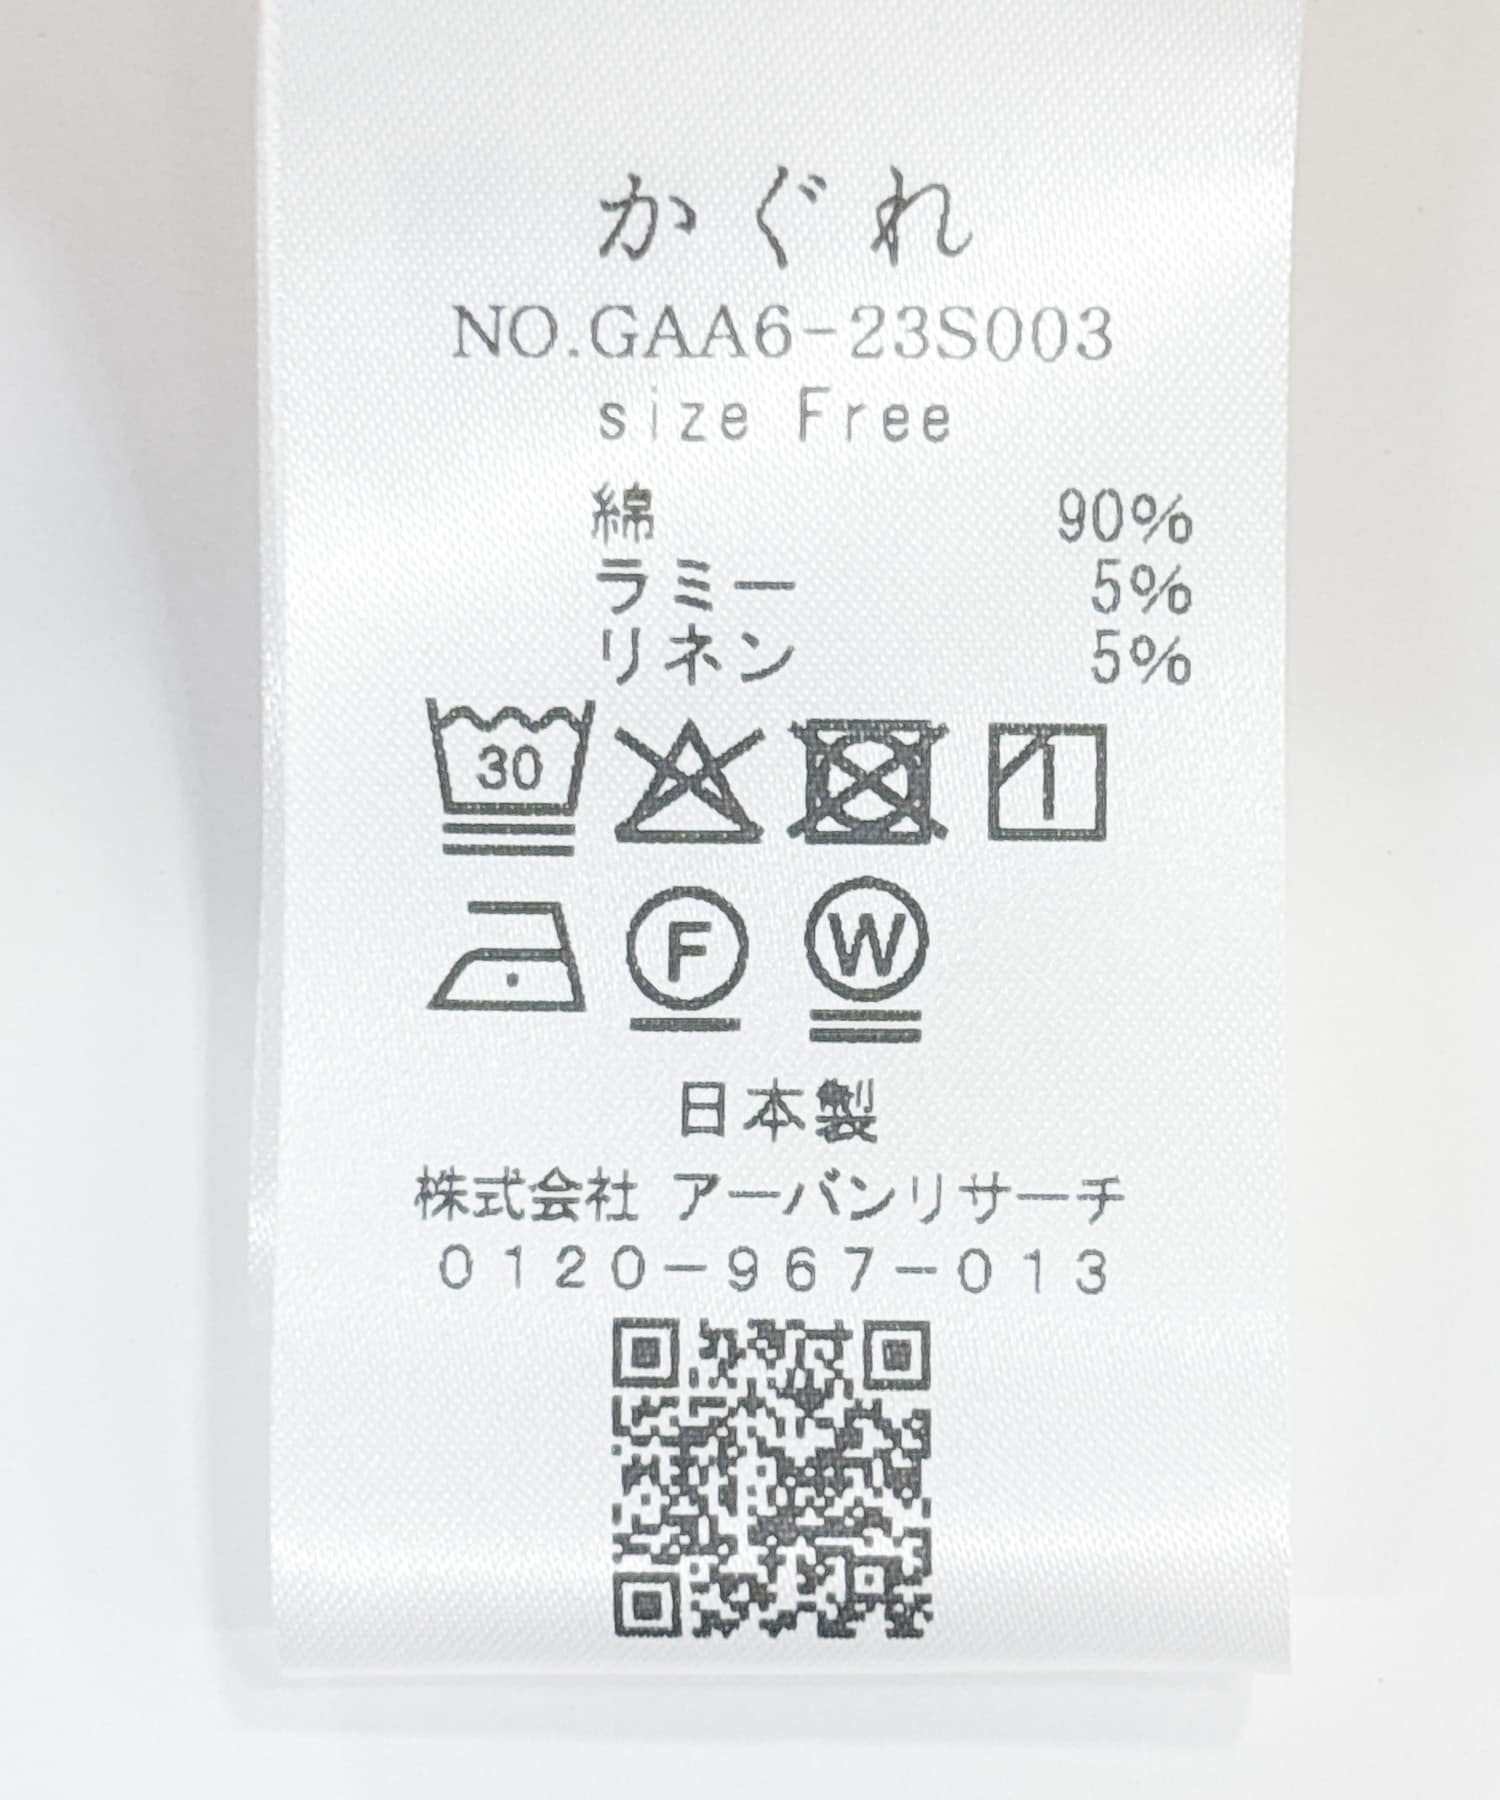 かぐれ
NO.GAA6-23S003
size Free
綿 90%
ラミー 5%
リネン 5%
30
F W
日本製
株式会社 アーバンリサーチ
0120-967-013